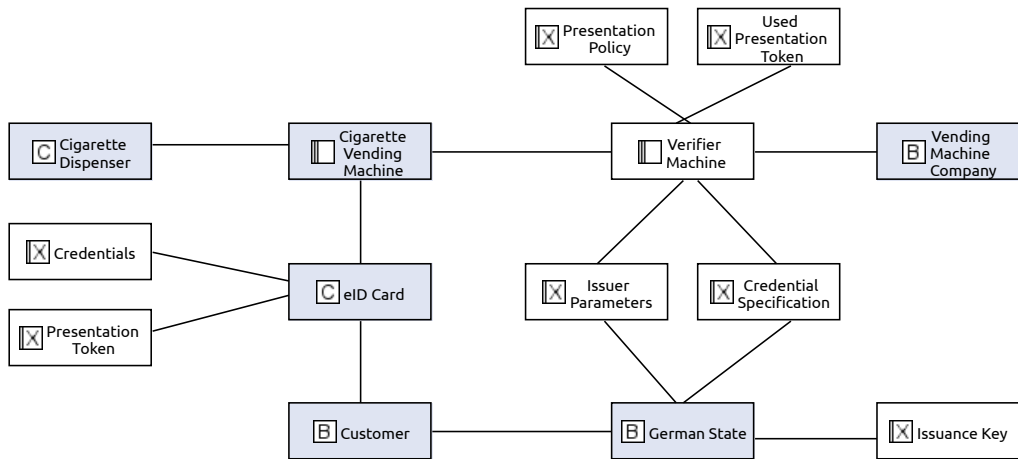 X Presentation
Policy
X Used
Presentation
Token
C Cigarette
Dispenser
Cigarette
Vending
Machine
Verifier
Machine
B Vending
Machine
Company
X Credentials
C eID Card
X Issuer
Parameters
X Credential
Specification
X Presentation
Token
B Customer
B German State
X Issuance Key